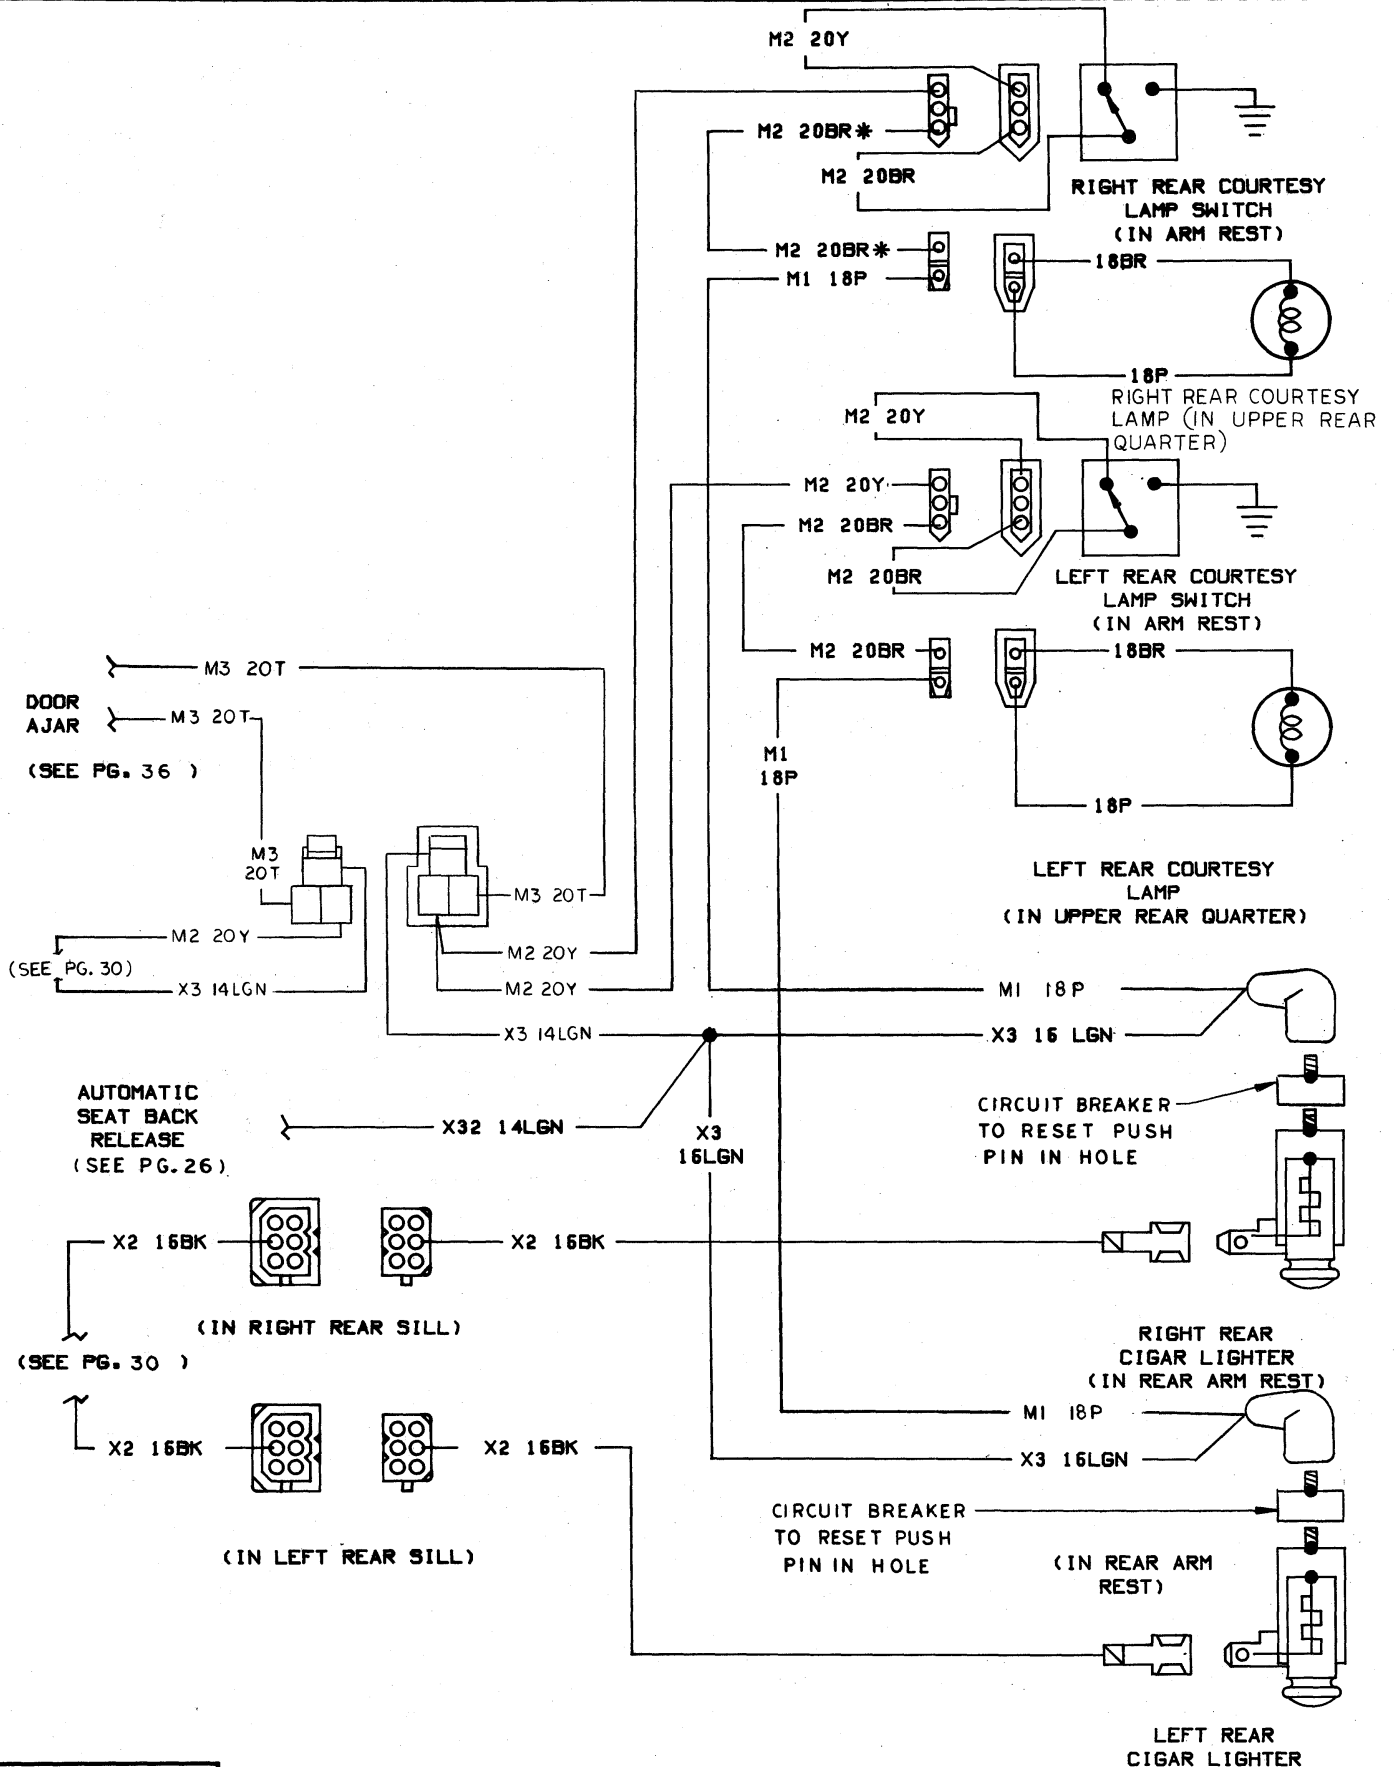 M2 20Y
M2 20BR*
M2 20BR
RIGHT REAR COURTESY
LAMP SWITCH
(IN ARM REST)
M2 20BR*
18BR
M1 18P
18P
RIGHT REAR COURTESY
LAMP (IN UPPER REAR
QUARTER)
M2 20Y
M2 20Y
M2 20BR
M2 20BR
LEFT REAR COURTESY
LAMP SWITCH
(IN ARM REST)
M2 20BR
18BR
M3 20T
DOOR
AJAR
M3 20T
(SEE PG. 36 )
M1
18P
18P
M3
20T
LEFT REAR COURTESY
LAMP
(IN UPPER REAR QUARTER)
M3 20T
M2 20Y
M2 20Y
(SEE PG. 30)
X3 14LGN
M2 20Y
M1 18P
X3 14LGN
X3 16 LGN
AUTOMATIC
SEAT BACK
RELEASE
(SEE PG. 26)
X32 14LGN
X3
16LGN
CIRCUIT BREAKER
TO RESET PUSH
PIN IN HOLE
X2 16BK
X2 16BK
(IN RIGHT REAR SILL)
RIGHT REAR
CIGAR LIGHTER
(IN REAR ARM REST)
(SEE PG. 30 )
M1 18P
X2 16BK
X2 16BK
X3 16LGN
CIRCUIT BREAKER
TO RESET PUSH
PIN IN HOLE
(IN LEFT REAR SILL)
(IN REAR ARM
REST)
LEFT REAR
CIGAR LIGHTER